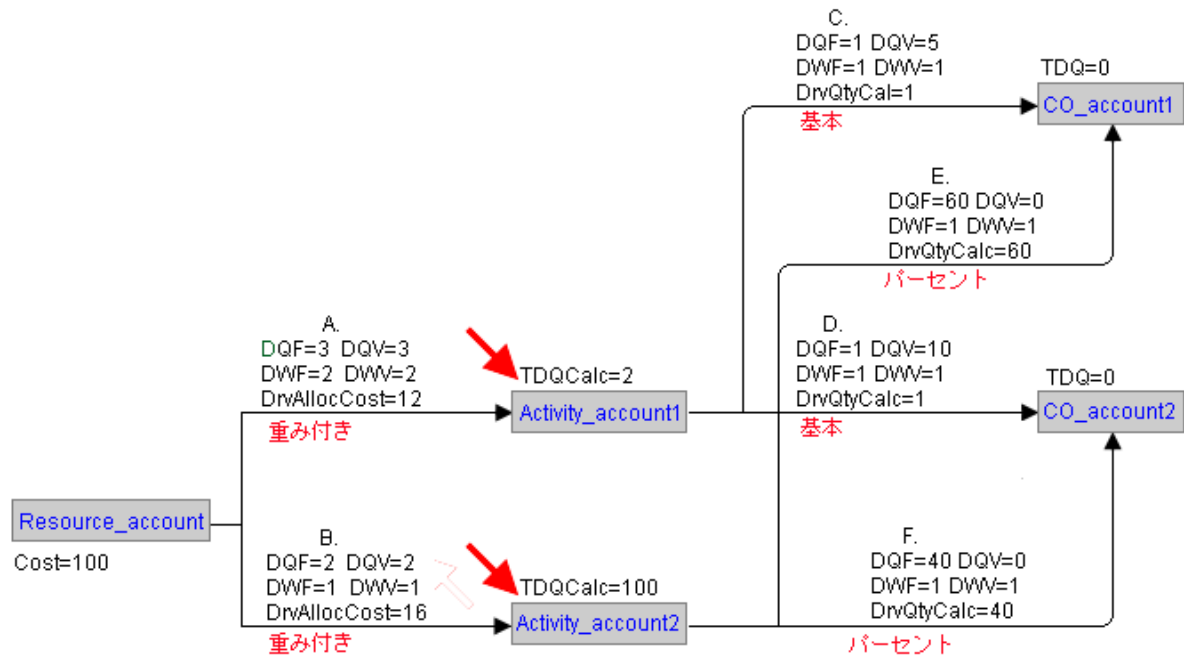 C.
DQF=1 DQV=5
DWF=1 DWV=1
DrvQtyCal=1
基本
TDQ=0
CO_account1
E.
DQF=60 DQV=0
DWF=1 DWV=1
DrvQtyCalc=60
パーセント
A.
DQF=3 DQV=3
DWF=2 DWV=2
DrvAllocCost=12
重み付き
TDQCalc=2
Activity_account1
D.
DQF=1 DQV=10
DWF=1 DWV=1
DrvQtyCalc=1
基本
TDQ=0
CO_account2
Resource_account
Cost=100
B.
DQF=2 DQV=2
DWF=1 DWV=1
DrvAllocCost=16
重み付き
TDQCalc=100
Activity_account2
F.
DQF=40 DQV=0
DWF=1 DWV=1
DrvQtyCalc=40
パーセント